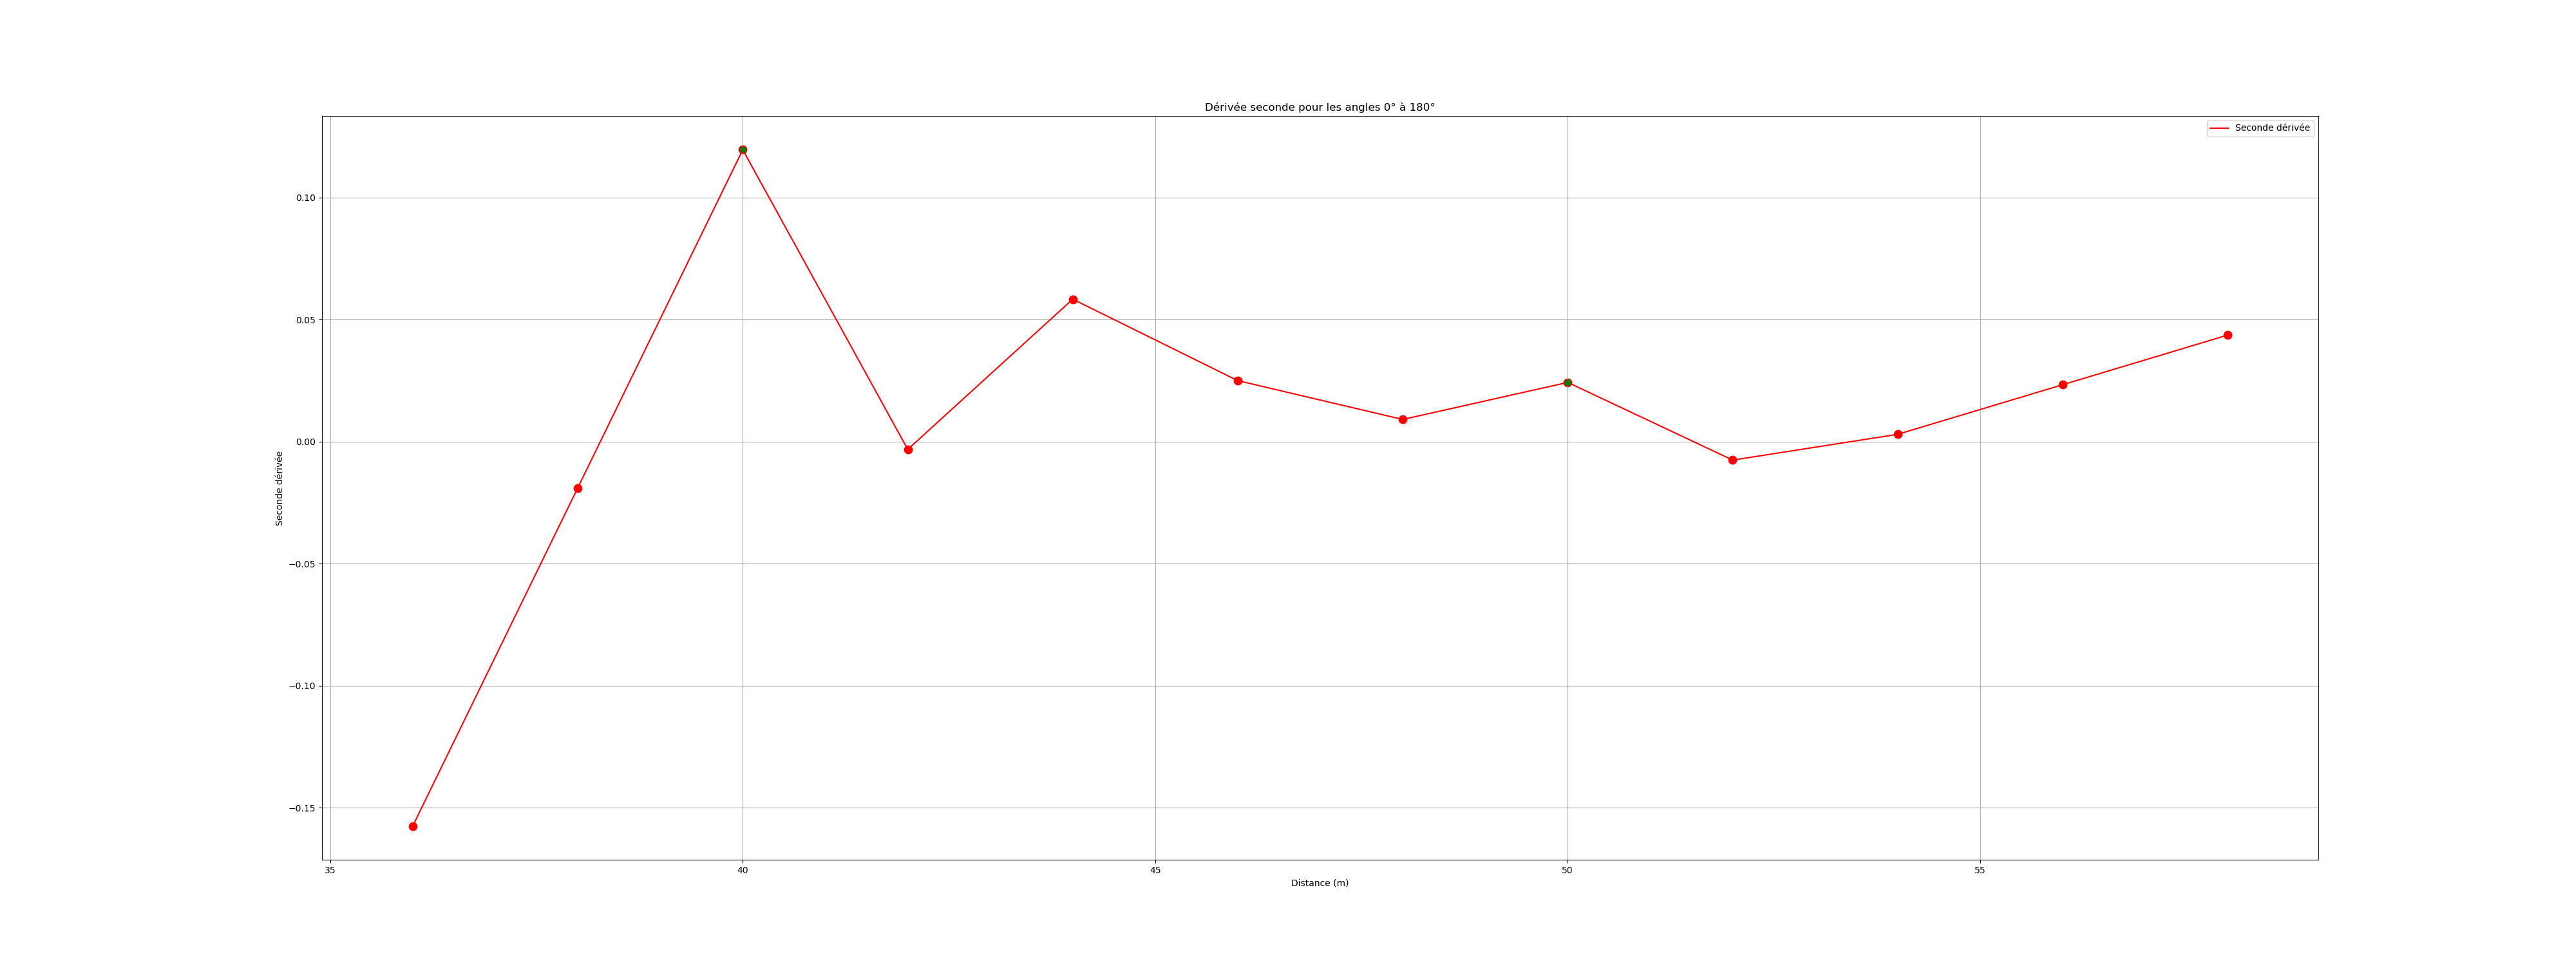 Dérivée seconde pour les angles 0° à 180°
Seconde dérivée
0.10
0.05
0.00
−0.05
−0.10
−0.15
Seconde dérivée
35
40
45
50
55
Distance (m)